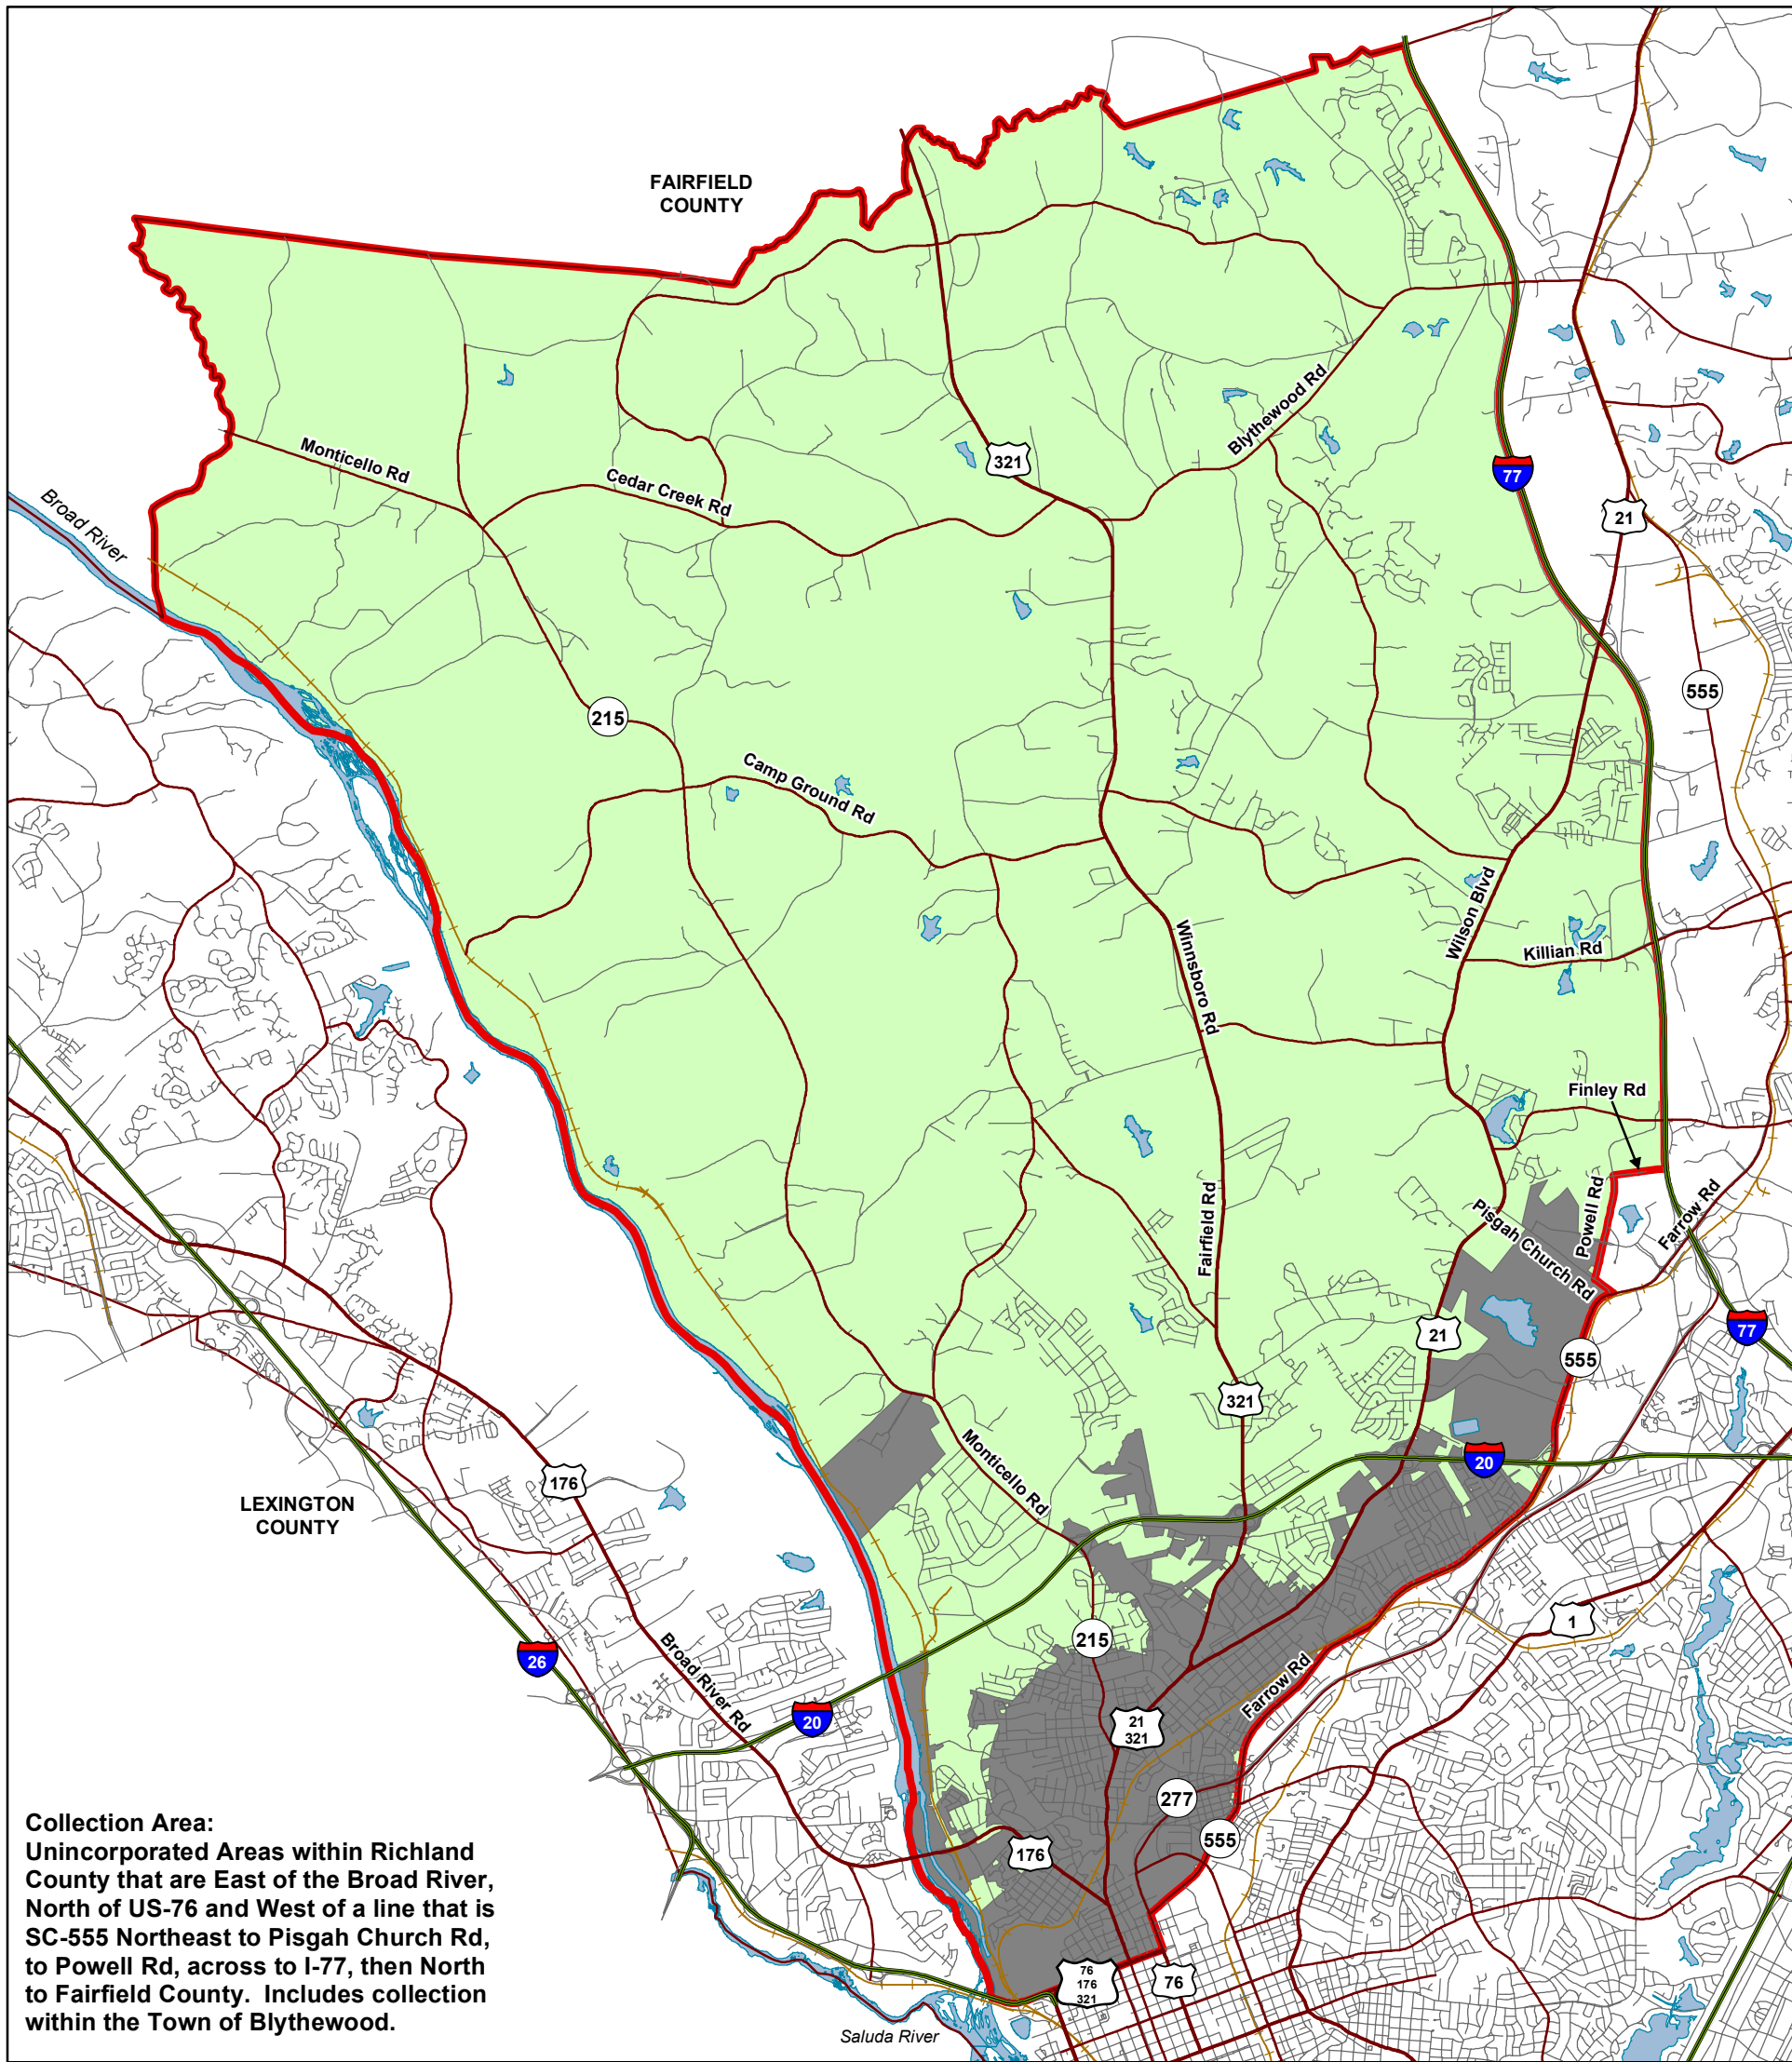 FAIRFIELD
COUNTY
Monticello Rd
Cedar Creek Rd
321
Blythewood Rd
77
21
Broad River
215
555
Camp Ground Rd
Winnsboro Rd
Wilson Blvd
Killian Rd
Finley Rd
Fairfield Rd
Pisgah Church Rd
Powell Rd
Farrow Rd
77
21
555
321
Monticello Rd
20
176
LEXINGTON
COUNTY
1
215
26
Broad River Rd
20
Farrow Rd
21
321
277
555
176
76
176
321
76
Saluda River
Collection Area:
Unincorporated Areas within Richland
County that are East of the Broad River,
North of US-76 and West of a line that is
SC-555 Northeast to Pisgah Church Rd,
to Powell Rd, across to I-77, then North
to Fairfield County.  Includes collection
within the Town of Blythewood.